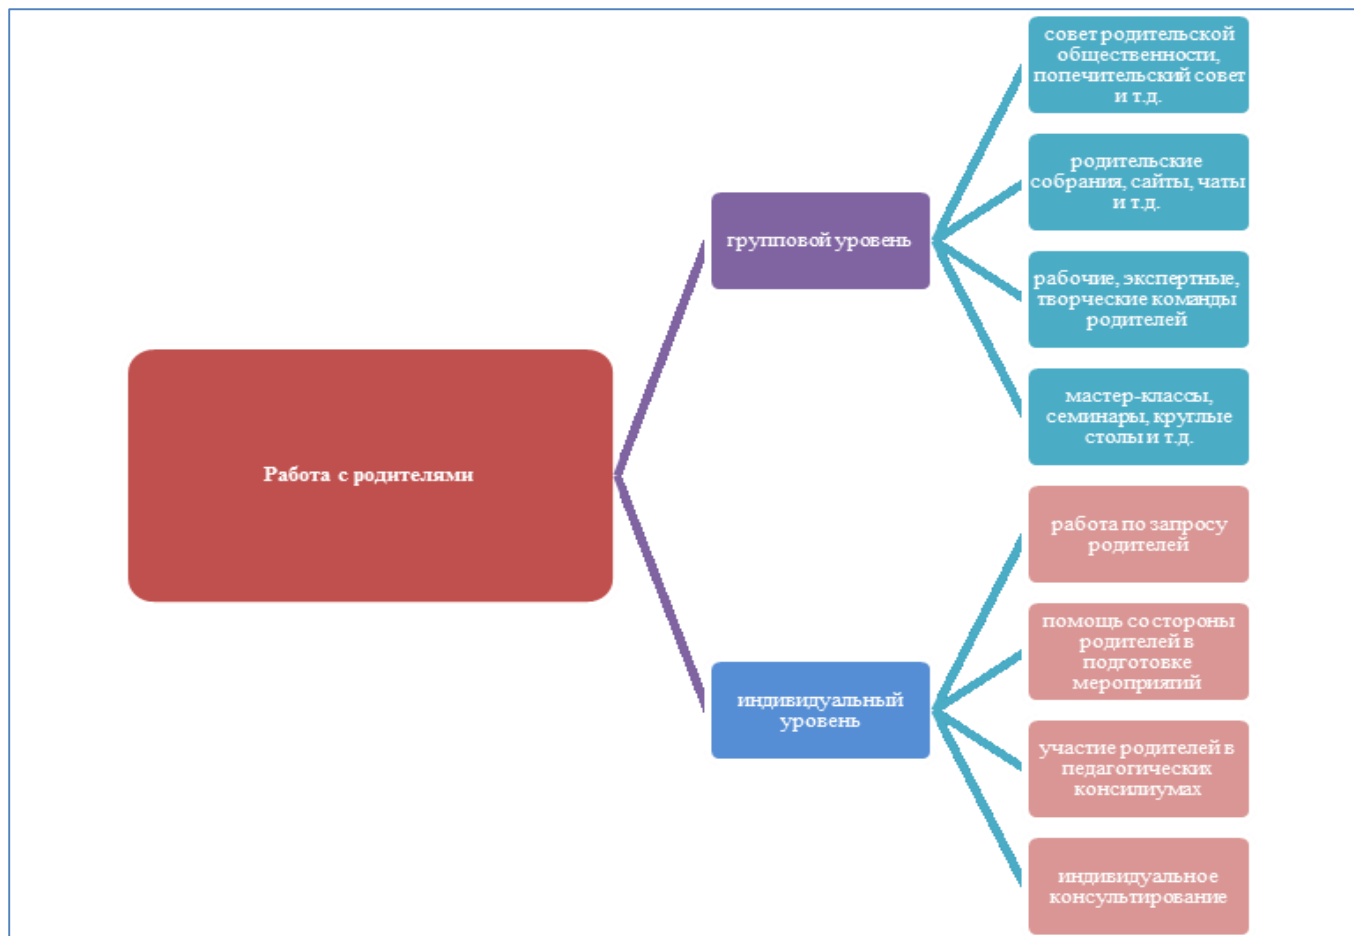 Работа с родителями
групповой уровень
совет родительской
общественности,
попечительский совет
и т.д.
родительские
собрания, сайты, чаты
и т.д.
рабочие, экспертные,
творческие команды
родителей
мастер-классы,
семинары, круглые
столы и т.д.
индивидуальный
уровень
работа по запросу
родителей
помощь со стороны
родителей в
подготовке
мероприятий
участие родителей в
педагогических
консилиумах
индивидуальное
консультирование